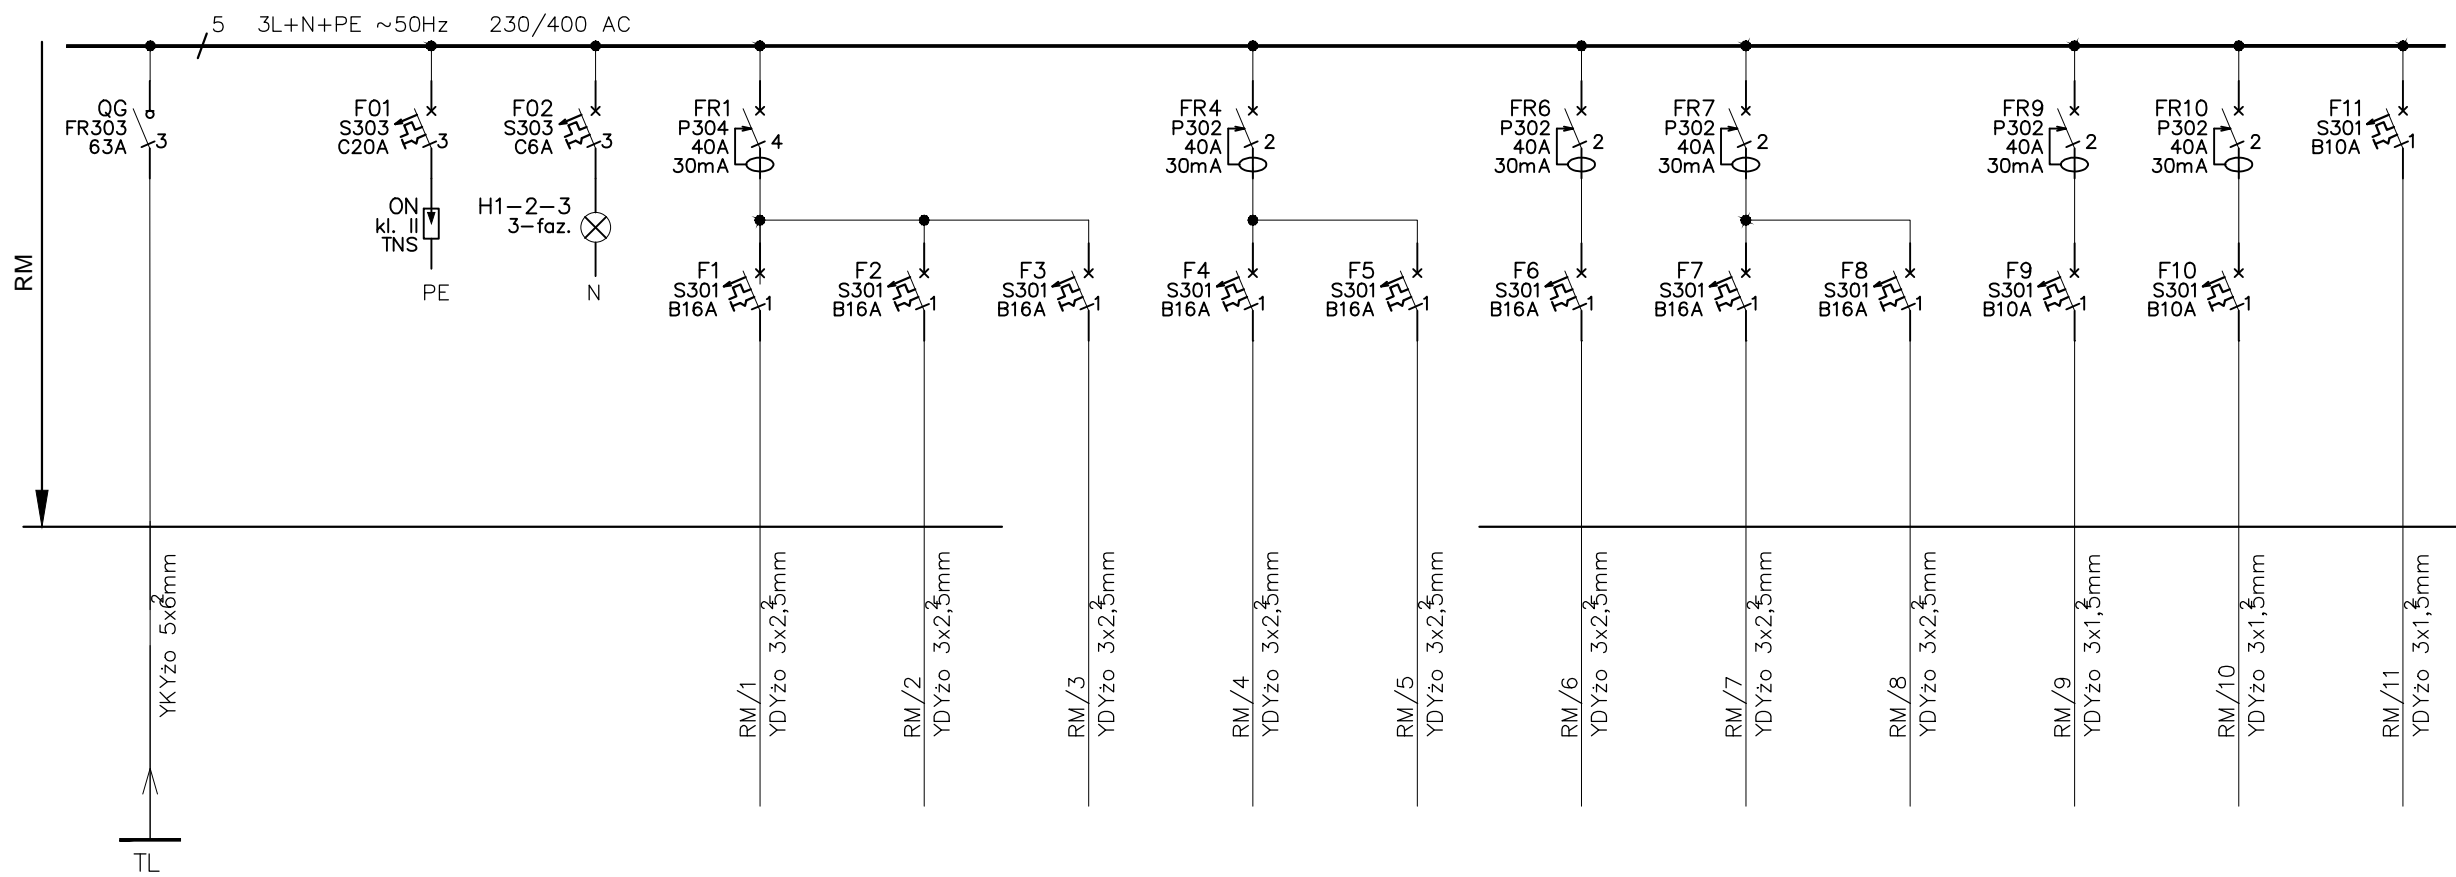 5 3L+N+PE ~50Hz 230/400 AC
RM
QG
FR303
63A
3
F01
S303
C20A
3
ON
kl. II
TNS
PE
F02
S303
C6A
3
H1-2-3
3-faz.
N
FR1
P304
40A
30mA
4
FR4
P302
40A
30mA
2
FR6
P302
40A
30mA
2
FR7
P302
40A
30mA
2
FR9
P302
40A
30mA
2
FR10
P302
40A
30mA
2
F11
S301
B10A
1
F1
S301
B16A
1
F2
S301
B16A
1
F3
S301
B16A
1
F4
S301
B16A
1
F5
S301
B16A
1
F6
S301
B16A
1
F7
S301
B16A
1
F8
S301
B16A
1
F9
S301
B10A
1
F10
S301
B10A
1
YKYżo 5x6mm²
TL
RM/1
YDYżo 3x2,5mm²
RM/2
YDYżo 3x2,5mm²
RM/3
YDYżo 3x2,5mm²
RM/4
YDYżo 3x2,5mm²
RM/5
YDYżo 3x2,5mm²
RM/6
YDYżo 3x2,5mm²
RM/7
YDYżo 3x2,5mm²
RM/8
YDYżo 3x2,5mm²
RM/9
YDYżo 3x1,5mm²
RM/10
YDYżo 3x1,5mm²
RM/11
YDYżo 3x1,5mm²